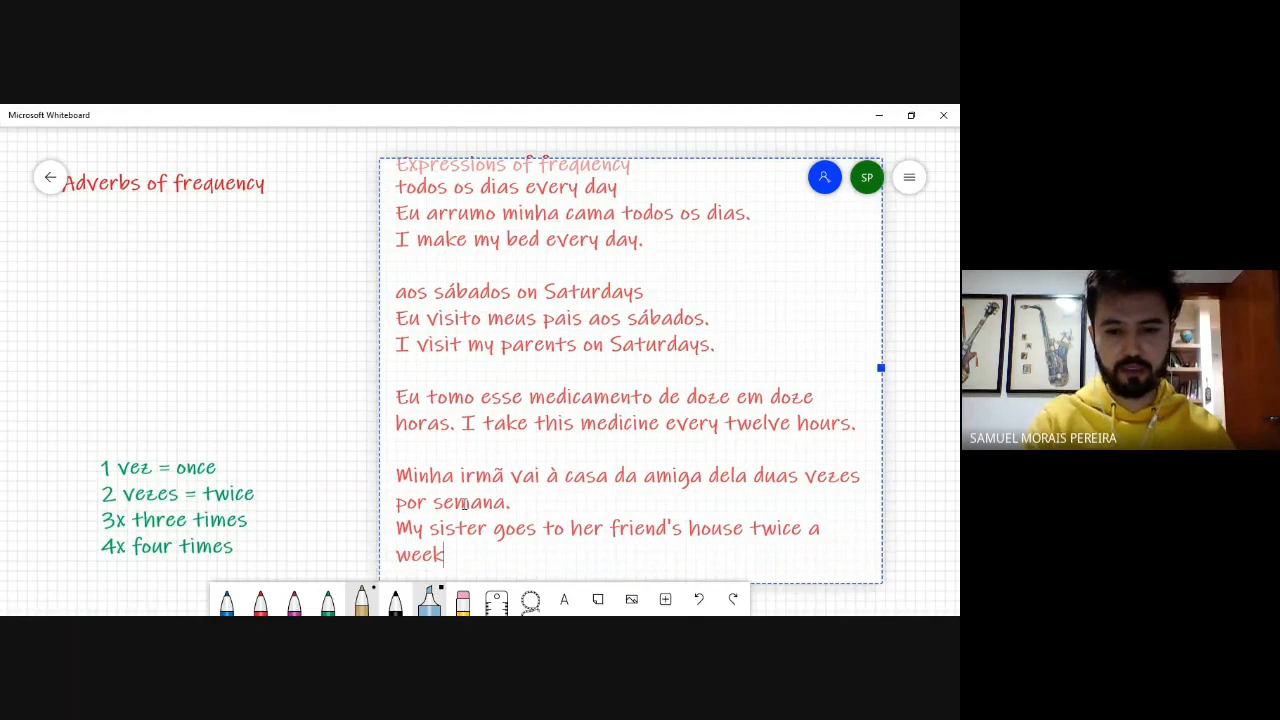 Microsoft Whiteboard
Adverbs of frequency
Expressions of frequency
todos os dias every day
Eu arrumo minha cama todos os dias.
I make my bed every day.
aos sábados on Saturdays
Eu visito meus pais aos sábados.
I visit my parents on Saturdays.
Eu tomo esse medicamento de doze em doze
horas. I take this medicine every twelve hours.
Minha irmã vai à casa da amiga dela duas vezes
por semana.
My sister goes to her friend's house twice a
week
1 vez = once
2 vezes = twice
3x three times
4x four times
SP
A
SAMUEL MORAIS PEREIRA